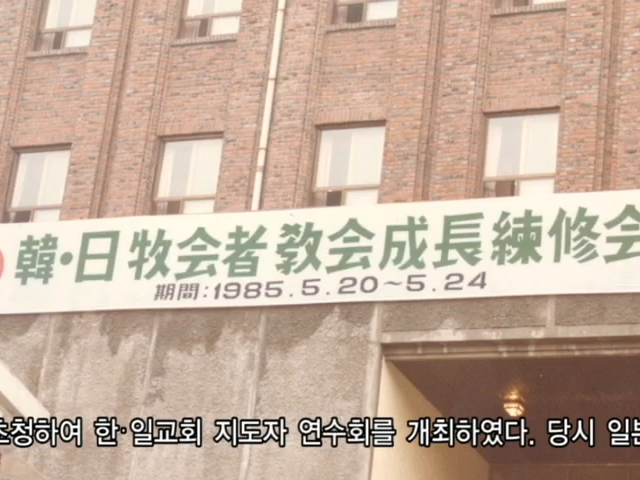 韓·日 牧会者 敎会成長 練修会
期間:1985.5.20~5.24
초청하여 한·일교회 지도자 연수회를 개최하였다. 당시 일본